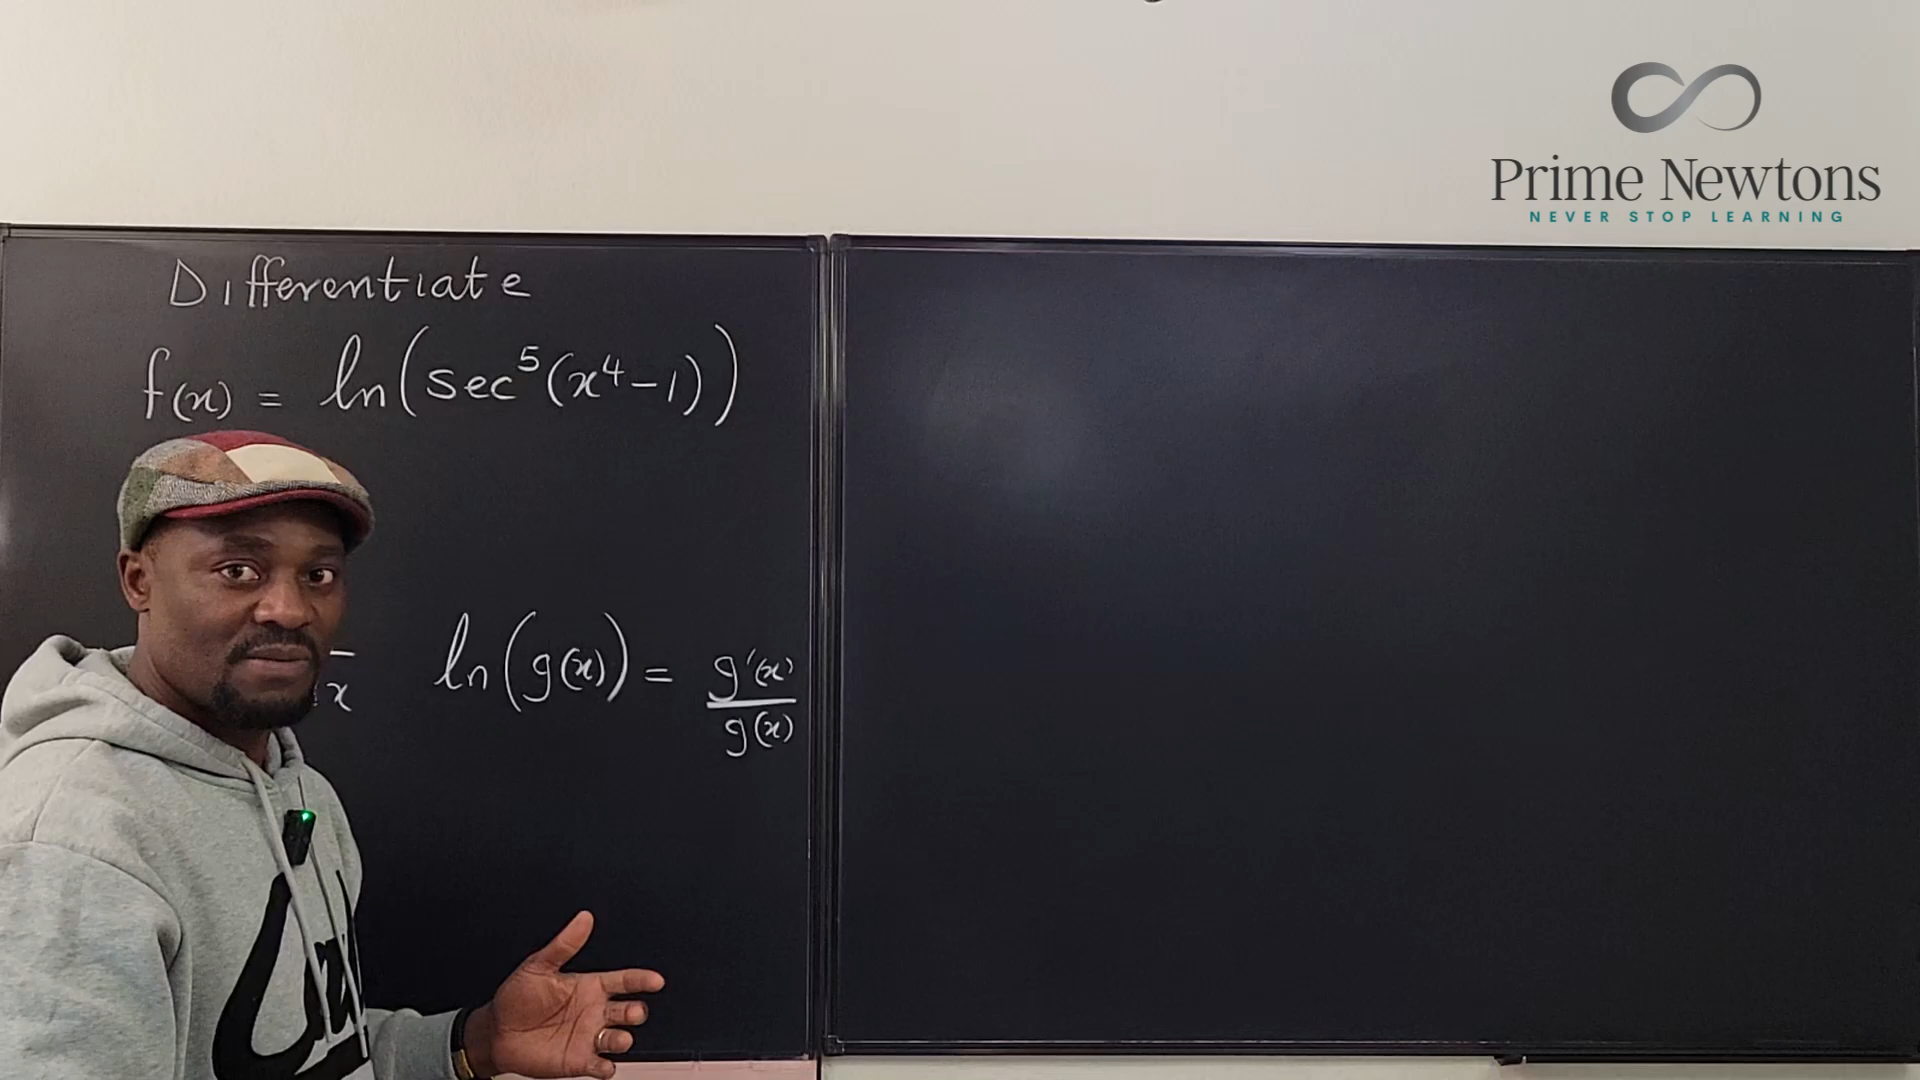 Prime Newtons
NEVER STOP LEARNING
Differentiate
f(x) = ln(sec⁵(x⁴-1))
x ln(g(x)) = g'(x)/g(x)